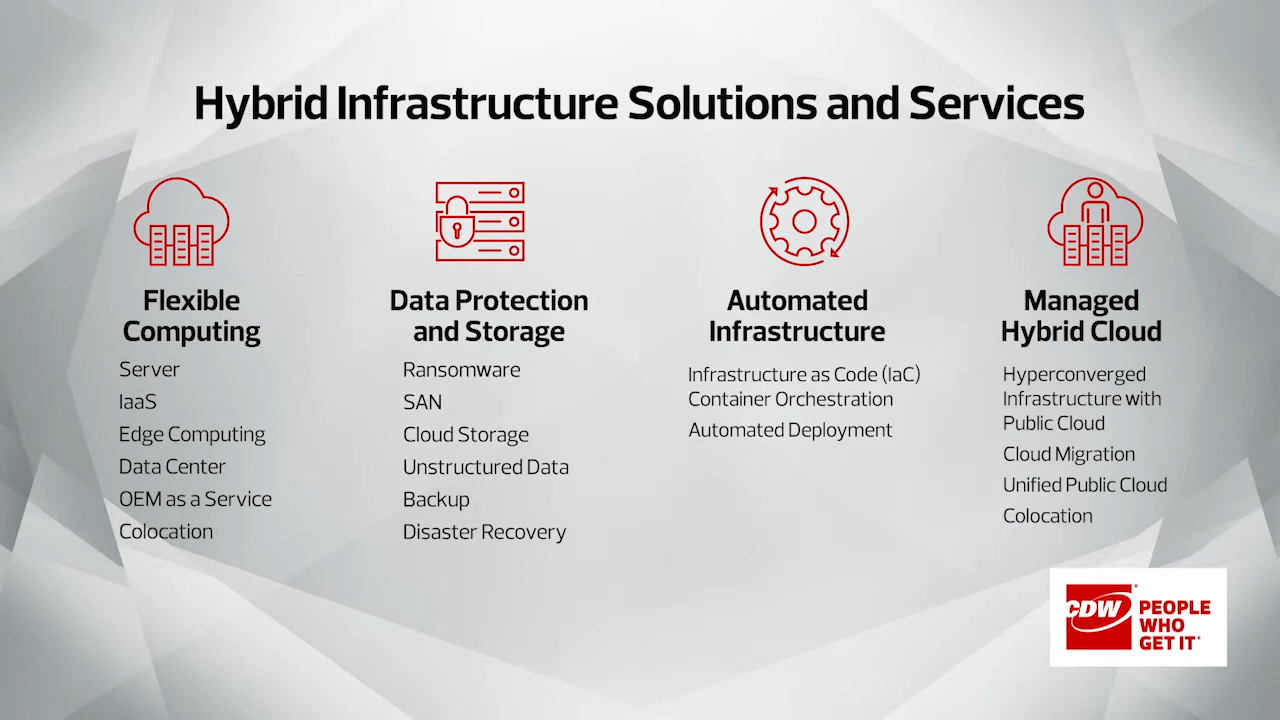 Hybrid Infrastructure Solutions and Services
Flexible
Computing
Server
IaaS
Edge Computing
Data Center
OEM as a Service
Colocation
Data Protection
and Storage
Ransomware
SAN
Cloud Storage
Unstructured Data
Backup
Disaster Recovery
Automated
Infrastructure
Infrastructure as Code (IaC)
Container Orchestration
Automated Deployment
Managed
Hybrid Cloud
Hyperconverged
Infrastructure with
Public Cloud
Cloud Migration
Unified Public Cloud
Colocation
CDW®
PEOPLE
WHO
GET IT®